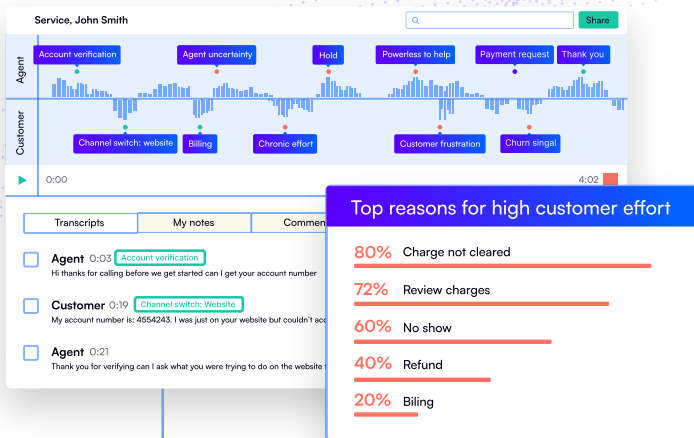 Service, John Smith
Share
Agent
Account verification
Agent uncertainty
Hold
Powerless to help
Payment request
Thank you
Customer
Channel switch: website
Billing
Chronic effort
Customer frustration
Churn singal
0:00
4:02
Transcripts
My notes
Commen
Agent 0:03 Account verification
Hi thanks for calling before we get started can I get your account number
Customer 0:19 Channel switch: Website
My account number is: 4554243. I was just on your website but couldn't acc
Agent 0:21
Thank you for verifying can I ask what you were trying to do on the website
Top reasons for high customer effort
80% Charge not cleared
72% Review charges
60% No show
40% Refund
20% Biling